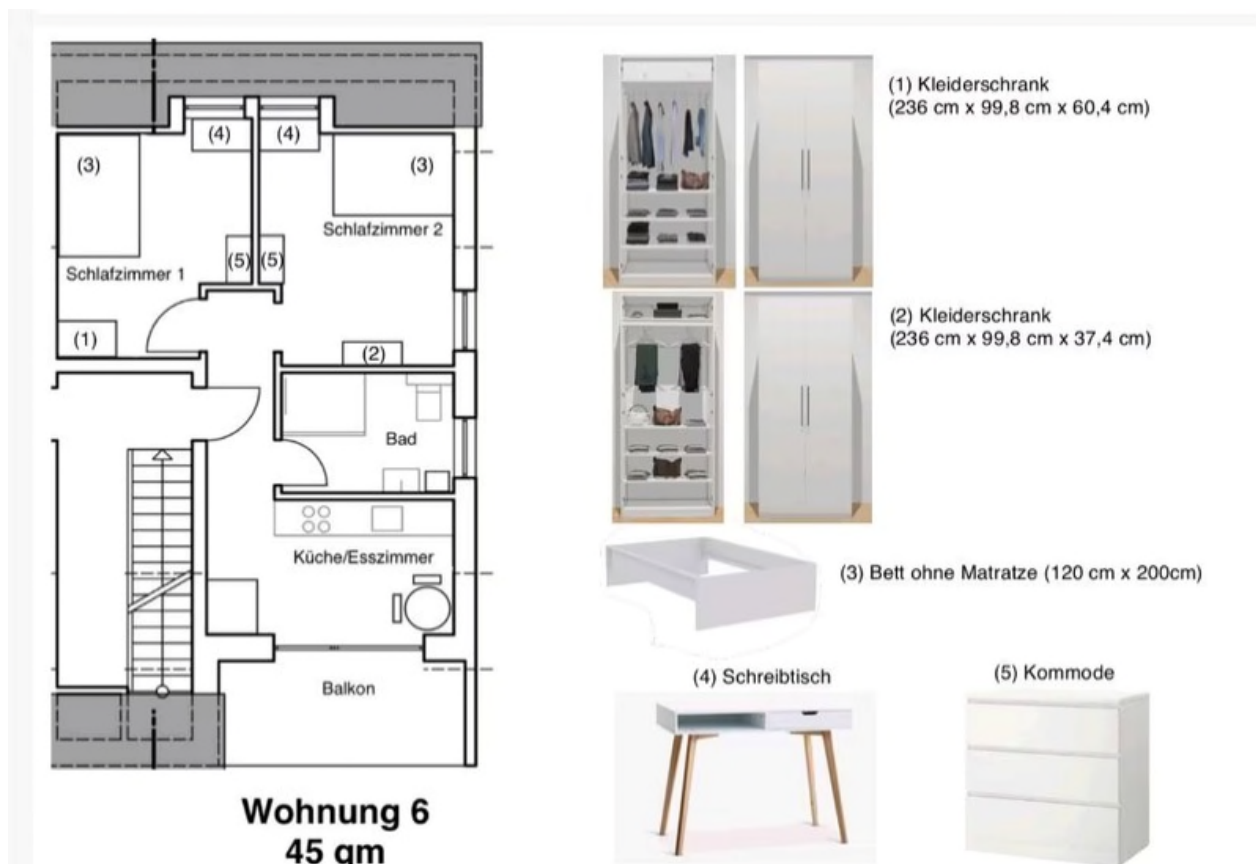 (4)
(4)
(3)
(3)
Schlafzimmer 2
(5)
(5)
Schlafzimmer 1
(1)
(2)
Bad
Küche/Esszimmer
Balkon
Wohnung 6
45 qm
(1) Kleiderschrank
(236 cm x 99,8 cm x 60,4 cm)
(2) Kleiderschrank
(236 cm x 99,8 cm x 37,4 cm)
(3) Bett ohne Matratze (120 cm x 200cm)
(4) Schreibtisch
(5) Kommode